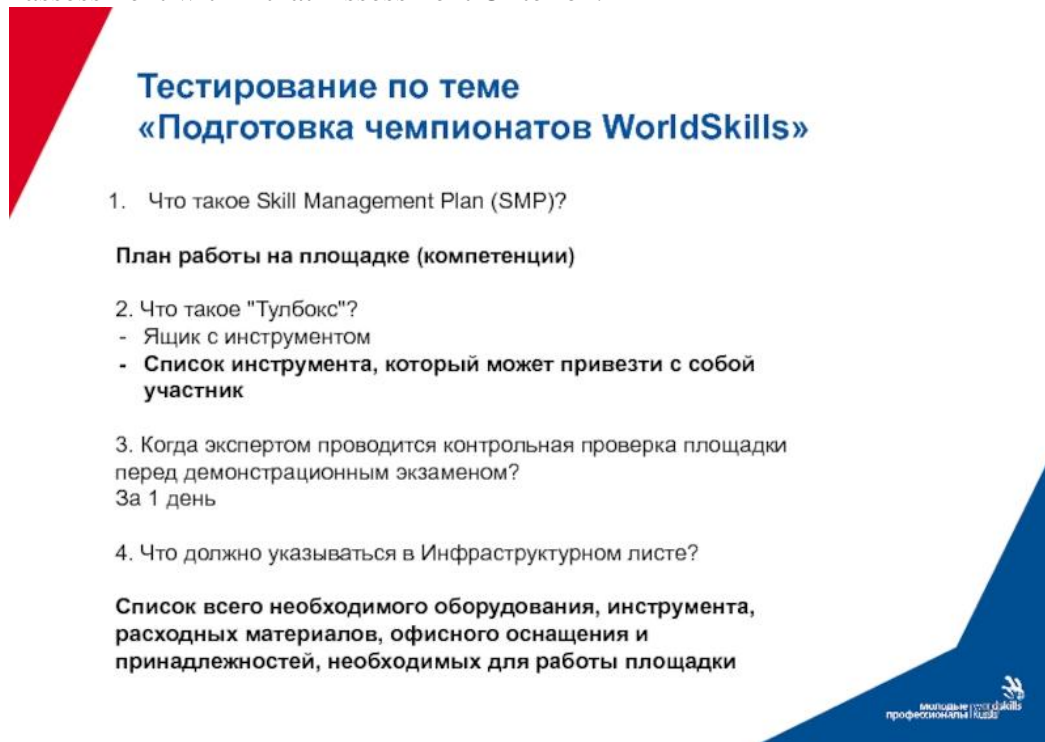 Тестирование по теме
«Подготовка чемпионатов WorldSkills»
1. Что такое Skill Management Plan (SMP)?
План работы на площадке (компетенции)
2. Что такое "Тулбокс"?
- Ящик с инструментом
- Список инструмента, который может привезти с собой
участник
3. Когда экспертом проводится контрольная проверка площадки
перед демонстрационным экзаменом?
За 1 день
4. Что должно указываться в Инфраструктурном листе?
Список всего необходимого оборудования, инструмента,
расходных материалов, офисного оснащения и
принадлежностей, необходимых для работы площадки
молодые worldskills
профессионалы Russia